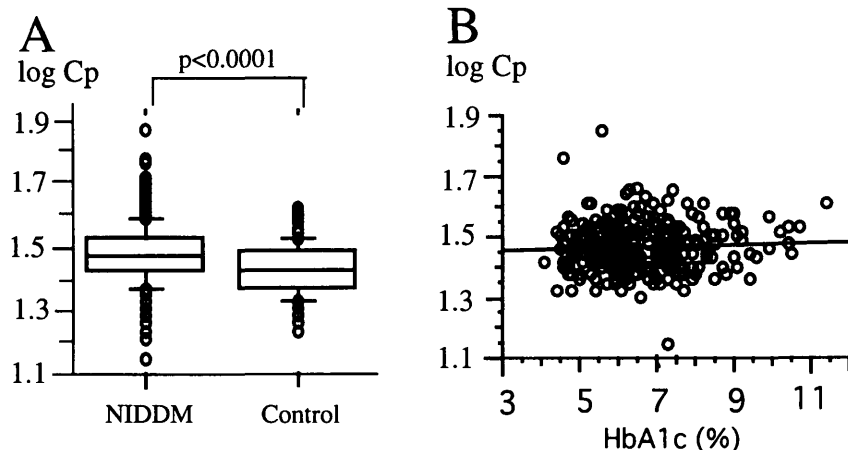 A
log Cp
p<0.0001
1.9
1.7
1.5
1.3
1.1
NIDDM
Control
B
log Cp
1.9
1.7
1.5
1.3
1.1
3
5
7
9
11
HbA1c (%)